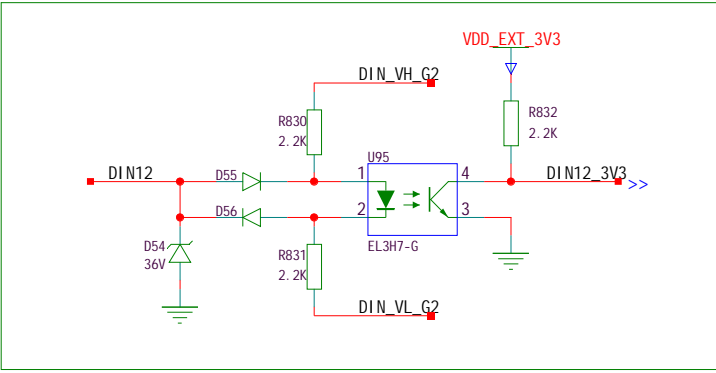 VDD_EXT_3V3
DIN_VH_G2
R830
2.2K
R832
2.2K
U95
DIN12
D55
1
4
DIN12_3V3
>>
D56
2
3
D54
36V
EL3H7-G
R831
2.2K
DIN_VL_G2